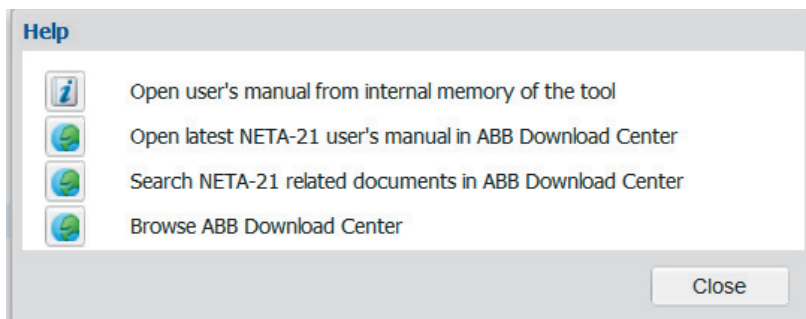 Help
i
Open user's manual from internal memory of the tool
Open latest NETA-21 user's manual in ABB Download Center
Search NETA-21 related documents in ABB Download Center
Browse ABB Download Center
Close